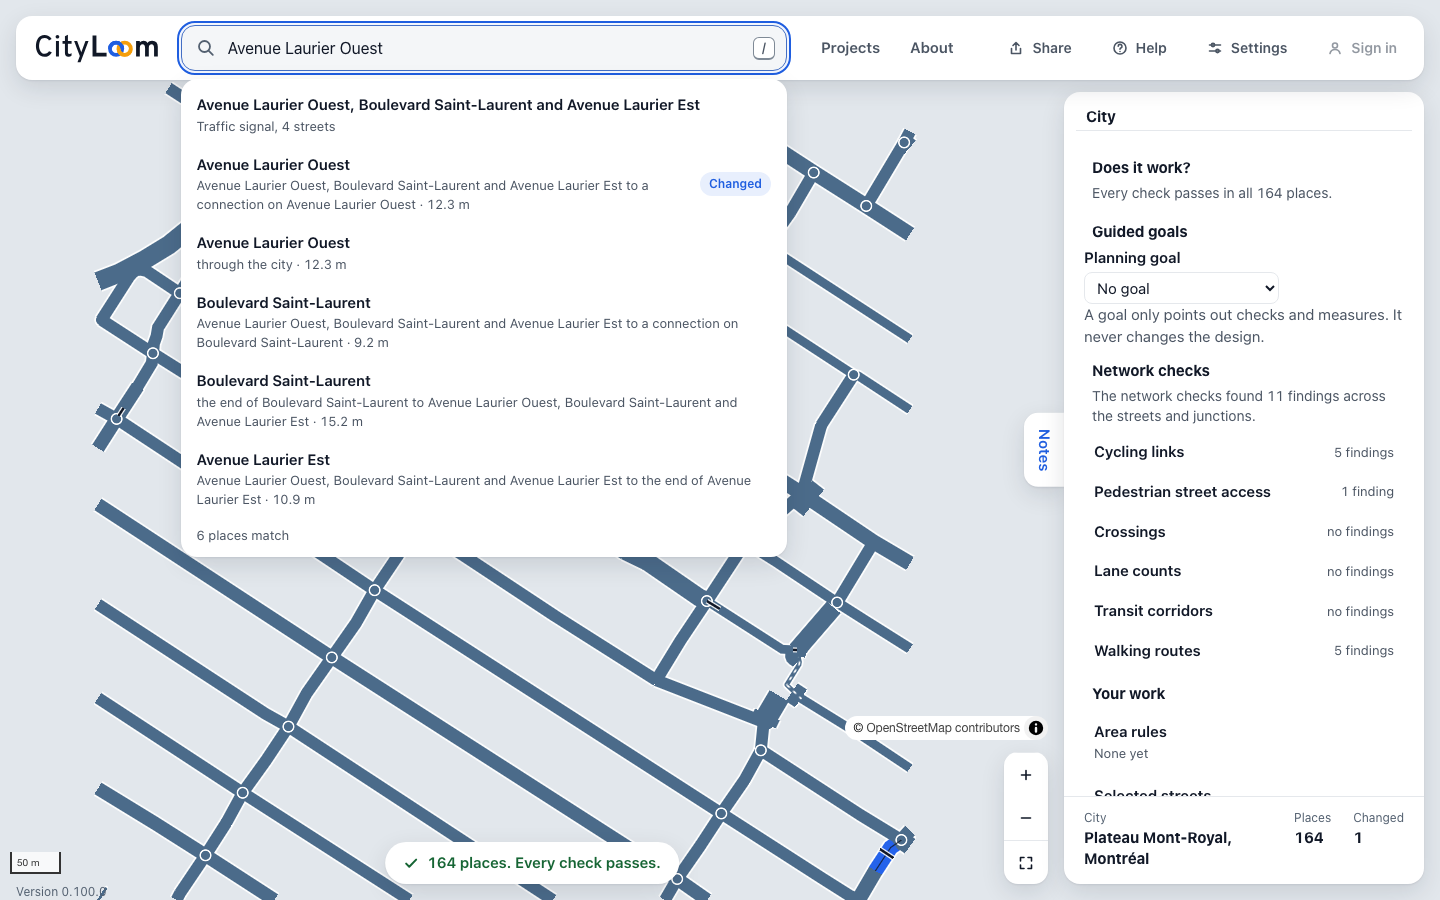 CityLoom
Avenue Laurier Ouest
/
Projects
About
Share
Help
Settings
Sign in
Avenue Laurier Ouest, Boulevard Saint-Laurent and Avenue Laurier Est
Traffic signal, 4 streets
Avenue Laurier Ouest
Avenue Laurier Ouest, Boulevard Saint-Laurent and Avenue Laurier Est to a
connection on Avenue Laurier Ouest · 12.3 m
Changed
Avenue Laurier Ouest
through the city · 12.3 m
Boulevard Saint-Laurent
Avenue Laurier Ouest, Boulevard Saint-Laurent and Avenue Laurier Est to a connection on
Boulevard Saint-Laurent · 9.2 m
Boulevard Saint-Laurent
the end of Boulevard Saint-Laurent to Avenue Laurier Ouest, Boulevard Saint-Laurent and
Avenue Laurier Est · 15.2 m
Avenue Laurier Est
Avenue Laurier Ouest, Boulevard Saint-Laurent and Avenue Laurier Est to the end of Avenue
Laurier Est · 10.9 m
6 places match
Notes
City
Does it work?
Every check passes in all 164 places.
Guided goals
Planning goal
No goal
A goal only points out checks and measures. It
never changes the design.
Network checks
The network checks found 11 findings across
the streets and junctions.
Cycling links 5 findings
Pedestrian street access 1 finding
Crossings no findings
Lane counts no findings
Transit corridors no findings
Walking routes 5 findings
Your work
Area rules
None yet
Selected streets
City
Plateau Mont-Royal,
Montréal
Places
164
Changed
1
© OpenStreetMap contributors
+
−
164 places. Every check passes.
50 m
Version 0.100.0